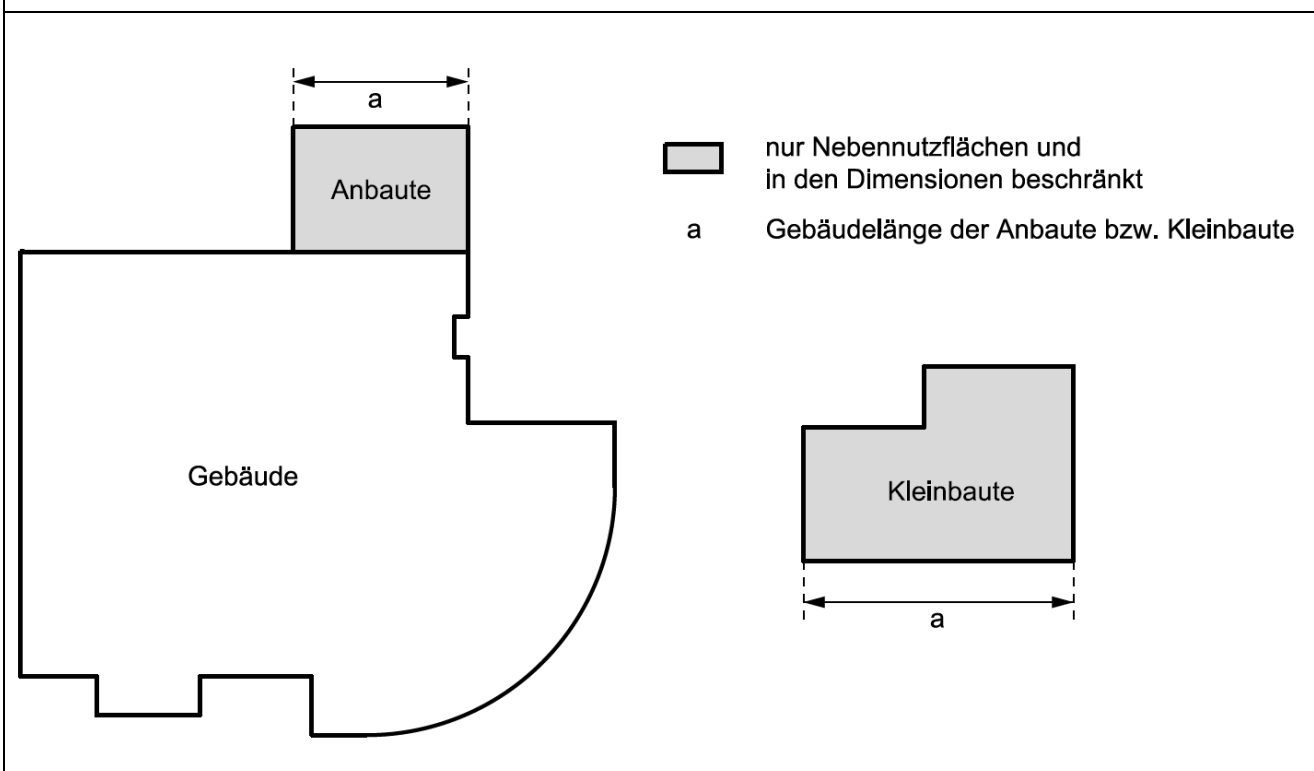 a
Anbaute
nur Nebennutzflächen und
in den Dimensionen beschränkt
a Gebäudelänge der Anbaute bzw. Kleinbaute
Gebäude
Kleinbaute
a